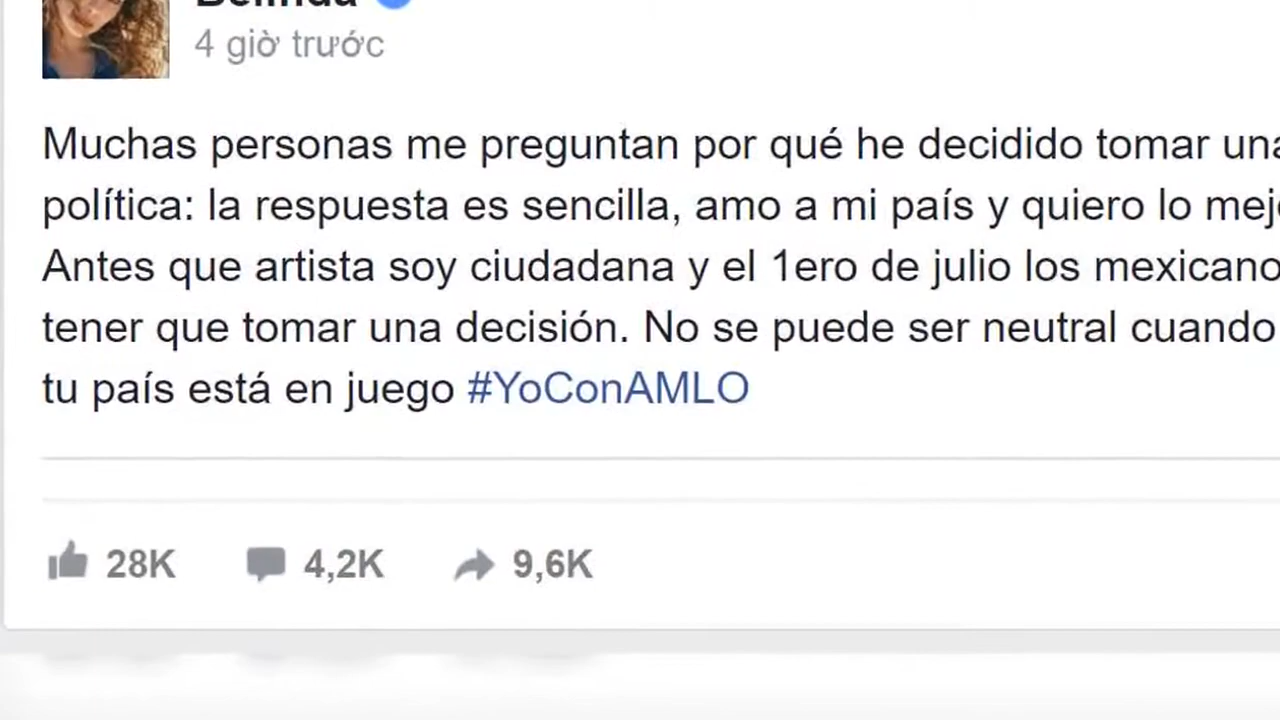 Belinda
4 giờ trước
Muchas personas me preguntan por qué he decidido tomar una
política: la respuesta es sencilla, amo a mi país y quiero lo
Antes que artista soy ciudadana y el 1ero de julio los
tener que tomar una decisión. No se puede ser neutral cuando
tu país está en juego #YoConAMLO
28K 4,2K 9,6K